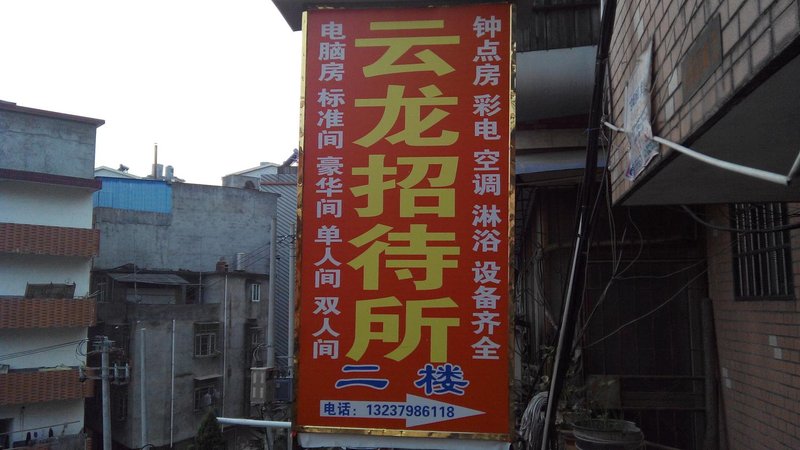 云龙招待所
电脑房 标准间 豪华间 单人间 双人间
钟点房 彩电 空调 淋浴 设备齐全
二楼
电话：13237986118